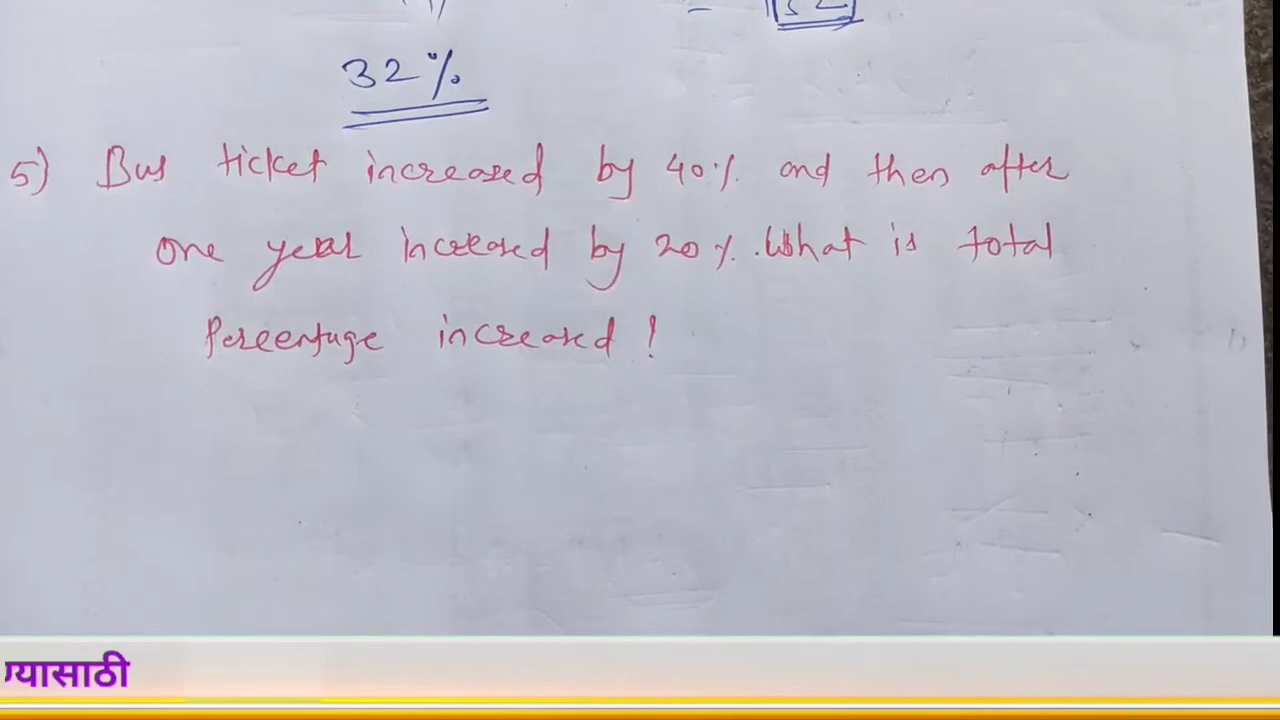 32%
5) Bus ticket increased by 40% and then after
one year increased by 20%. What is total
Percentage increased !
ग्यासाठी